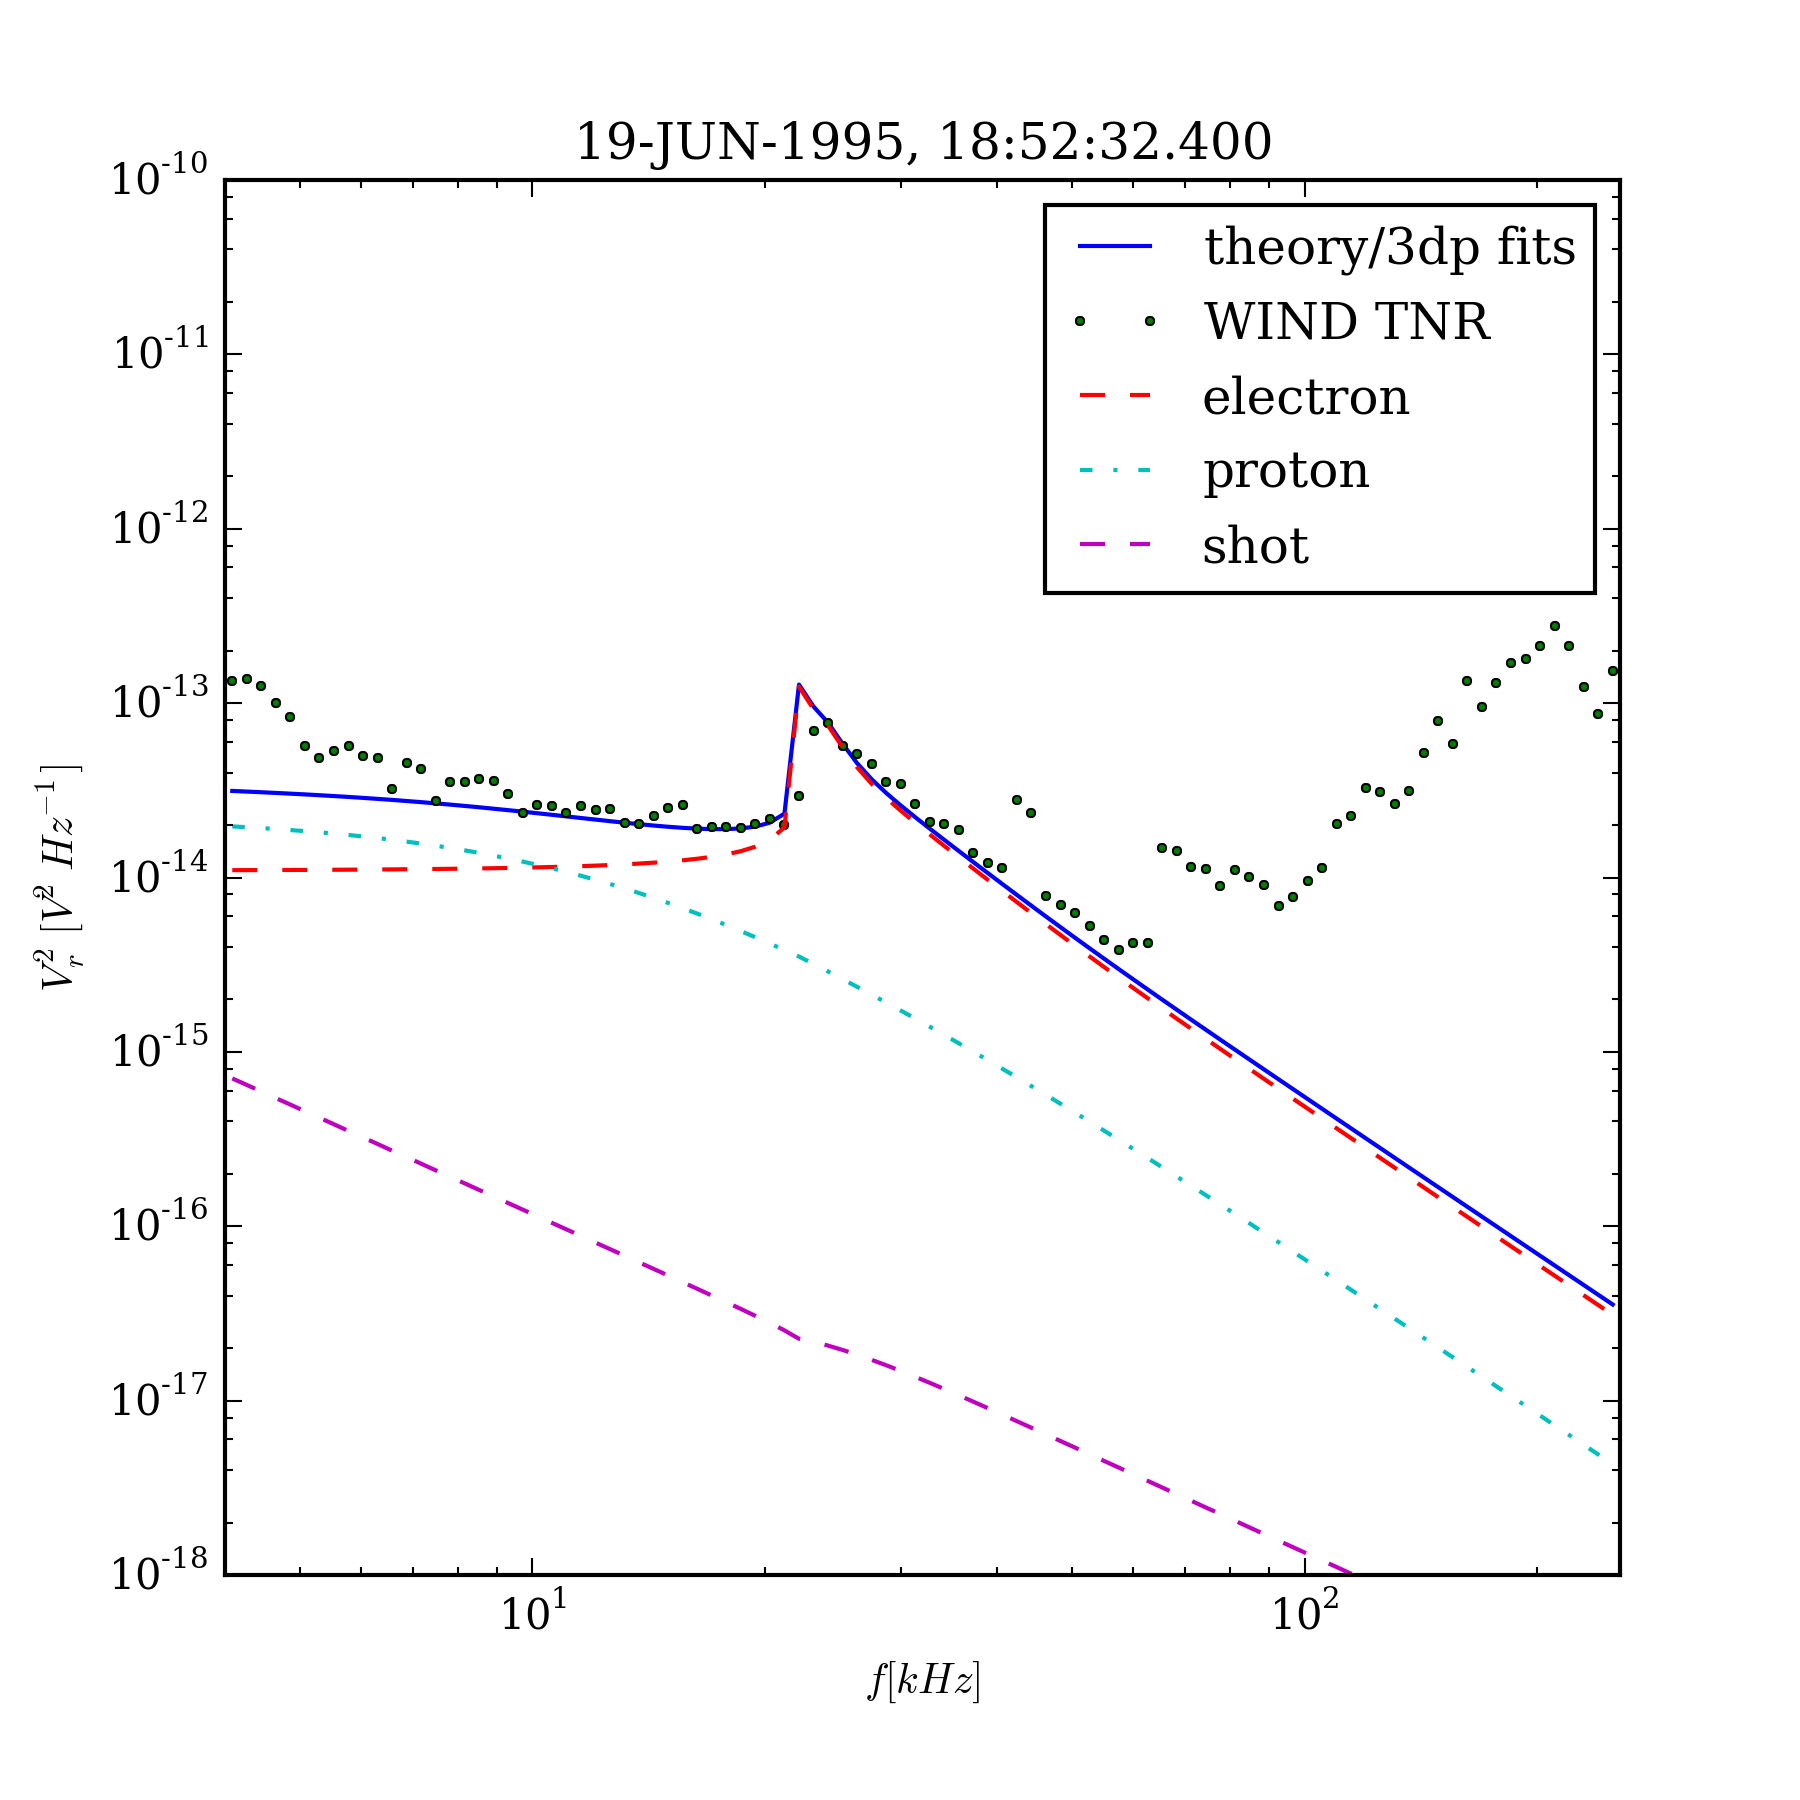 19-JUN-1995, 18:52:32.400
10^-10
10^-11
10^-12
10^-13
10^-14
10^-15
10^-16
10^-17
10^-18
V_r^2 [V^2 Hz^−1]
theory/3dp fits
WIND TNR
electron
proton
shot
10^1
10^2
f[kHz]